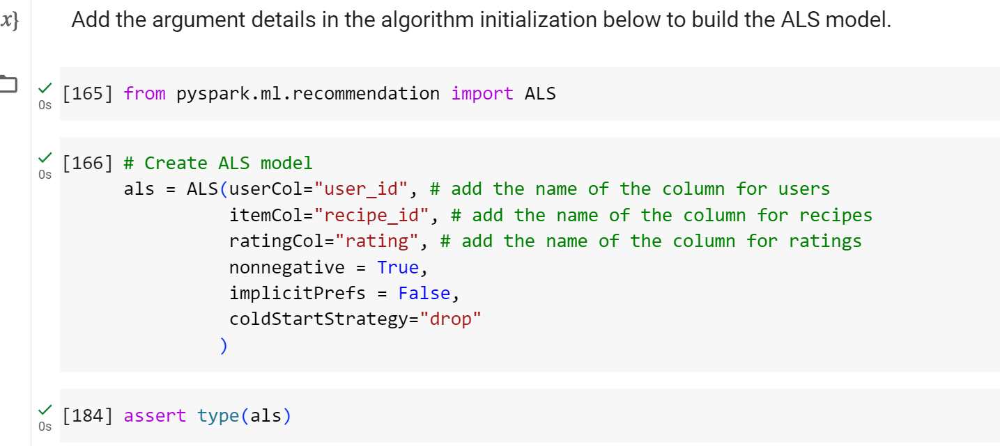 x}
Add the argument details in the algorithm initialization below to build the ALS model.
[165] from pyspark.ml.recommendation import ALS
0s
[166] # Create ALS model
0s
als = ALS(userCol="user_id", # add the name of the column for users
itemCol="recipe_id", # add the name of the column for recipes
ratingCol="rating", # add the name of the column for ratings
nonnegative = True,
implicitPrefs = False,
coldStartStrategy="drop"
)
[184] assert type(als)
0s